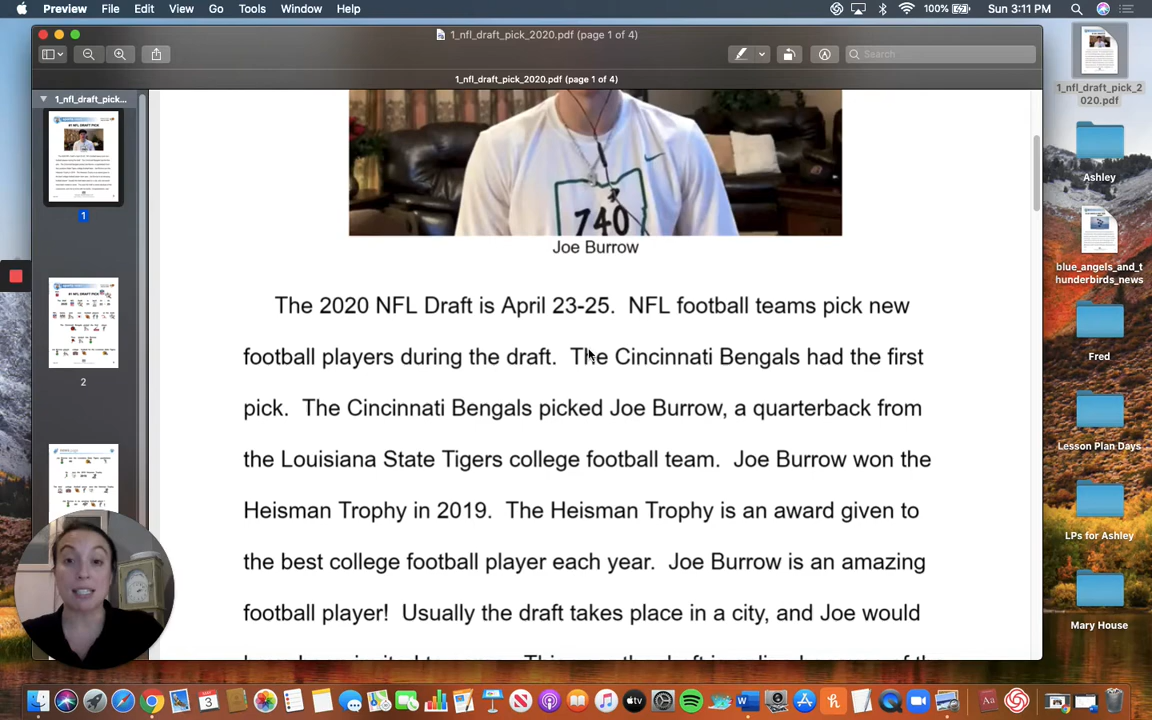 Preview File Edit View Go Tools Window Help 100% Sun 3:11 PM
1_nfl_draft_pick_2020.pdf (page 1 of 4)
Search
1_nfl_draft_pick_2020.pdf (page 1 of 4)
1_nfl_draft_pick...
1
2
740
Joe Burrow
The 2020 NFL Draft is April 23-25. NFL football teams pick new
football players during the draft. The Cincinnati Bengals had the first
pick. The Cincinnati Bengals picked Joe Burrow, a quarterback from
the Louisiana State Tigers college football team. Joe Burrow won the
Heisman Trophy in 2019. The Heisman Trophy is an award given to
the best college football player each year. Joe Burrow is an amazing
football player! Usually the draft takes place in a city, and Joe would
1_nfl_draft_pick_2
020.pdf
Ashley
blue_angels_and_t
hunderbirds_news
Fred
Lesson Plan Days
LPs for Ashley
Mary House